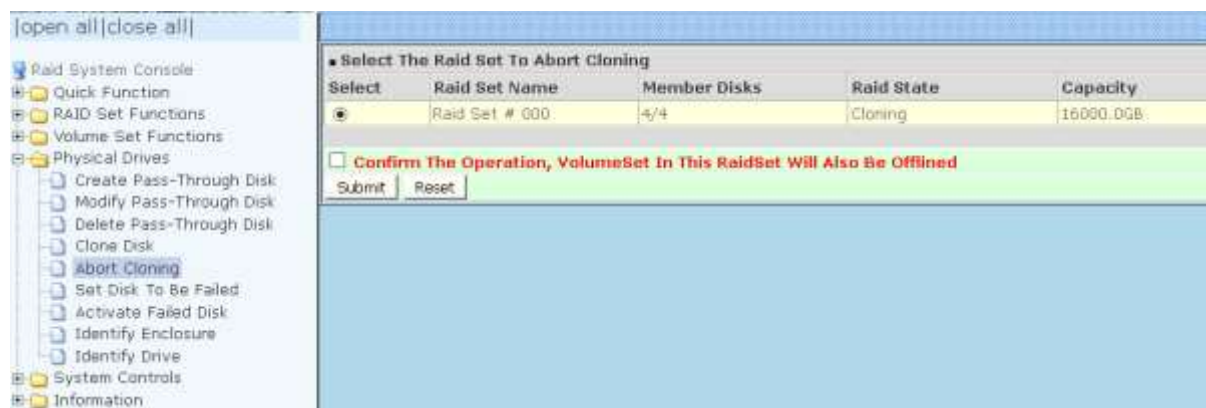 |open all|close all|
Raid System Console
Quick Function
RAID Set Functions
Volume Set Functions
Physical Drives
Create Pass-Through Disk
Modify Pass-Through Disk
Delete Pass-Through Disk
Clone Disk
Abort Cloning
Set Disk To Be Failed
Activate Failed Disk
Identify Enclosure
Identify Drive
System Controls
Information
Select The Raid Set To Abort Cloning
Select Raid Set Name Member Disks Raid State Capacity
Raid Set # 000 4/4 Cloning 16000.0GB
Confirm The Operation, VolumeSet In This RaidSet Will Also Be Offlined
Submit Reset